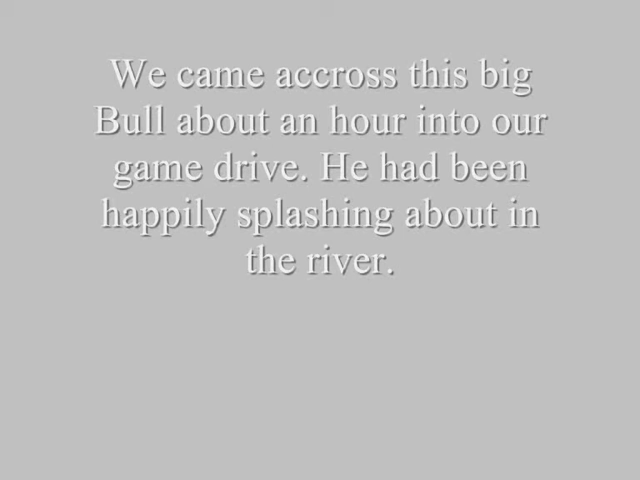 We came accross this big
Bull about an hour into our
game drive. He had been
happily splashing about in
the river.